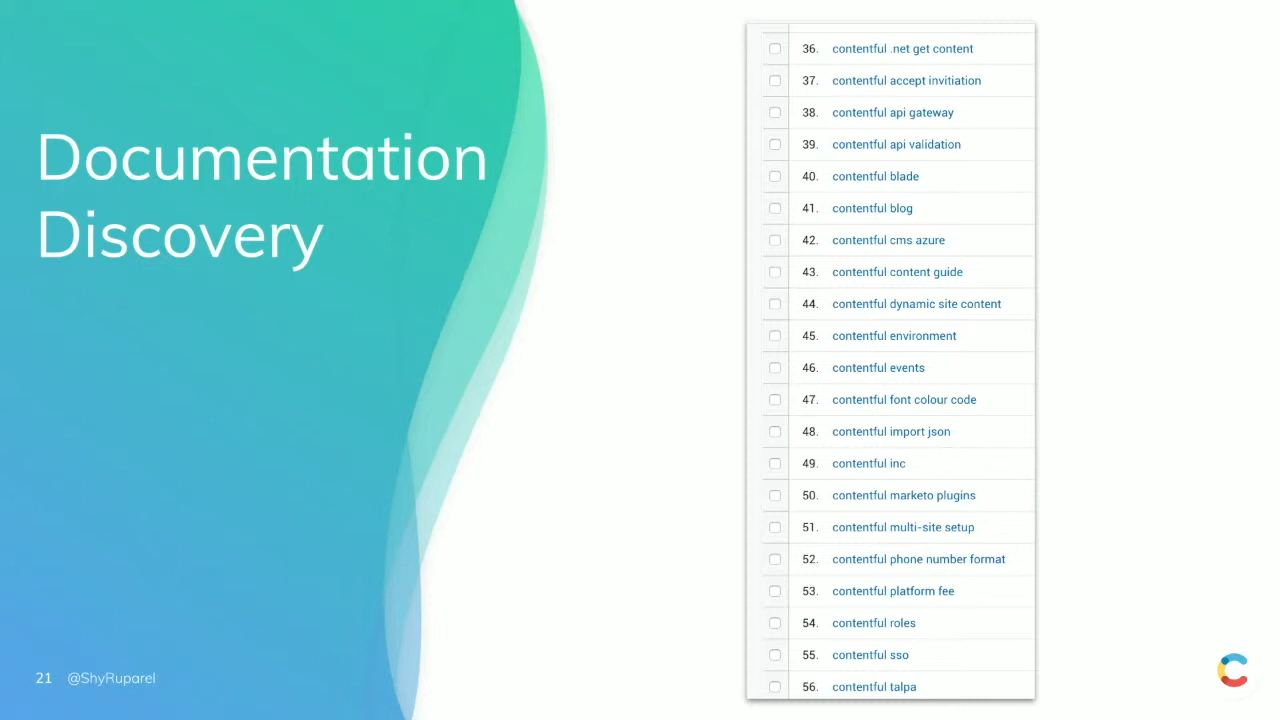 Documentation
Discovery
36. contentful .net get content
37. contentful accept invitiation
38. contentful api gateway
39. contentful api validation
40. contentful blade
41. contentful blog
42. contentful cms azure
43. contentful content guide
44. contentful dynamic site content
45. contentful environment
46. contentful events
47. contentful font colour code
48. contentful import json
49. contentful inc
50. contentful marketo plugins
51. contentful multi-site setup
52. contentful phone number format
53. contentful platform fee
54. contentful roles
55. contentful sso
56. contentful talpa
21 @ShyRuparel